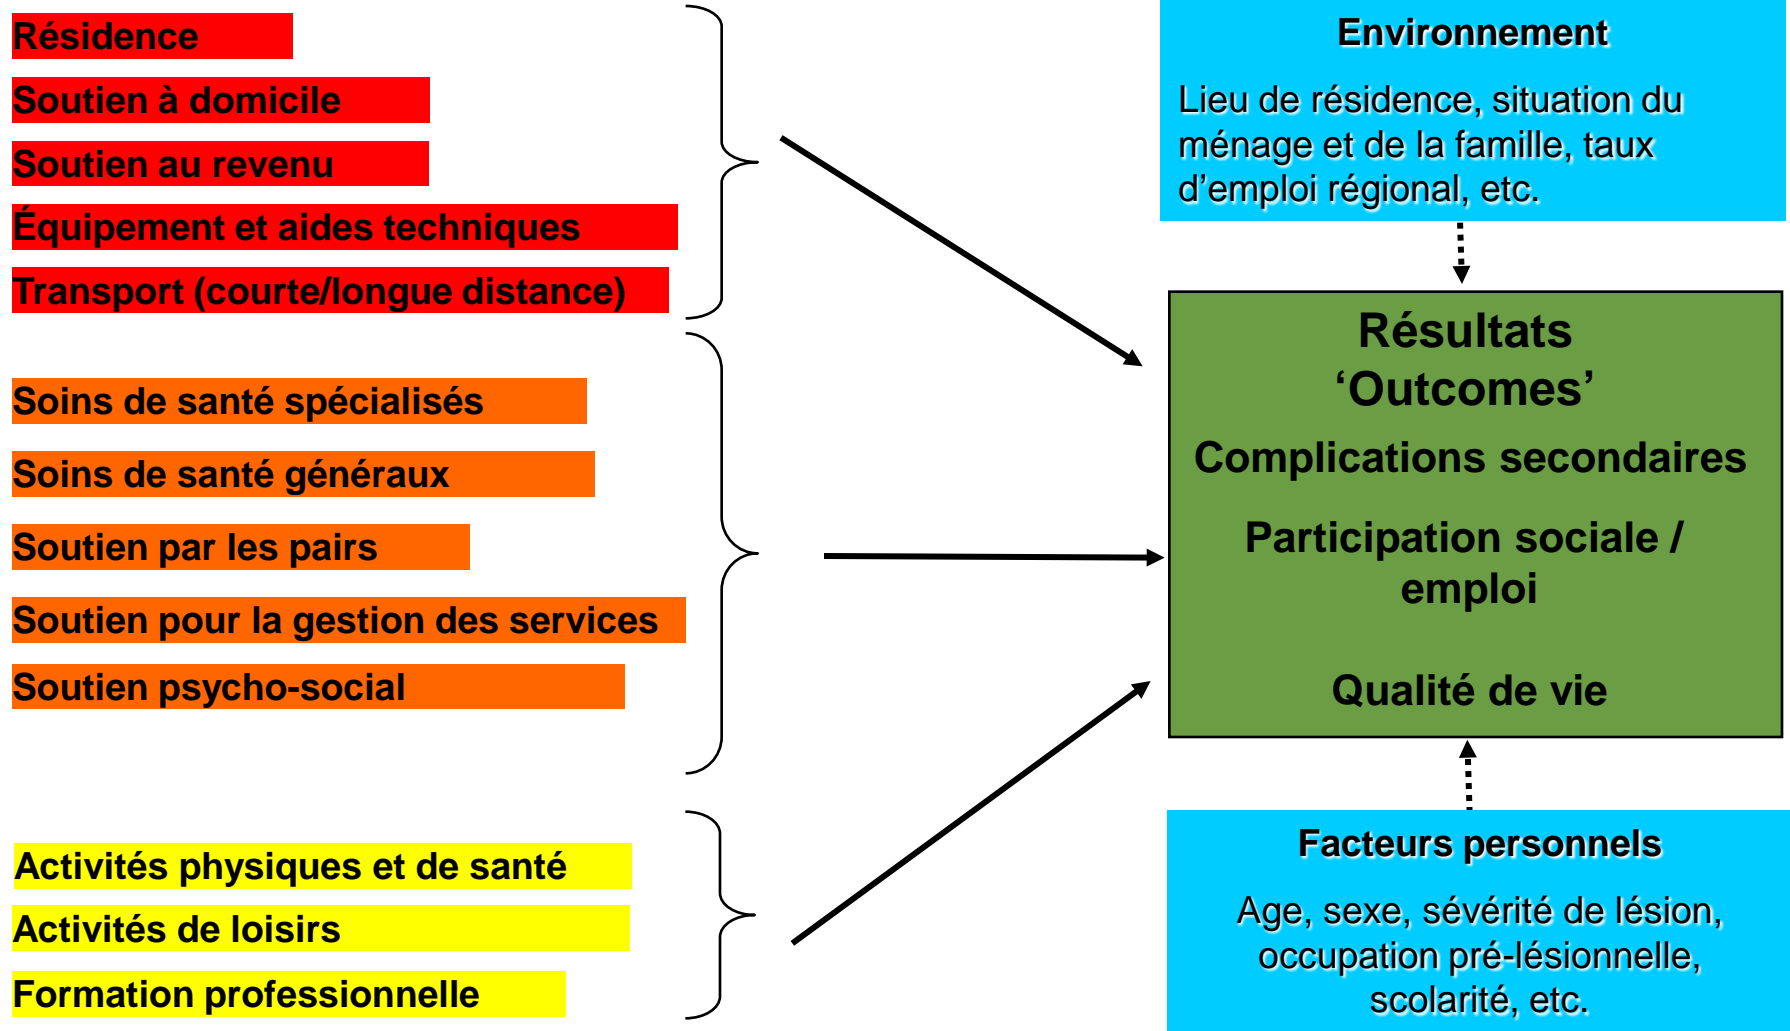 Résidence
Soutien à domicile
Soutien au revenu
Équipement et aides techniques
Transport (courte/longue distance)
Soins de santé spécialisés
Soins de santé généraux
Soutien par les pairs
Soutien pour la gestion des services
Soutien psycho-social
Activités physiques et de santé
Activités de loisirs
Formation professionnelle
Environnement
Lieu de résidence, situation du
ménage et de la famille, taux
d’emploi régional, etc.
Résultats
‘Outcomes’
Complications secondaires
Participation sociale /
emploi
Qualité de vie
Facteurs personnels
Age, sexe, sévérité de lésion,
occupation pré-lésionnelle,
scolarité, etc.